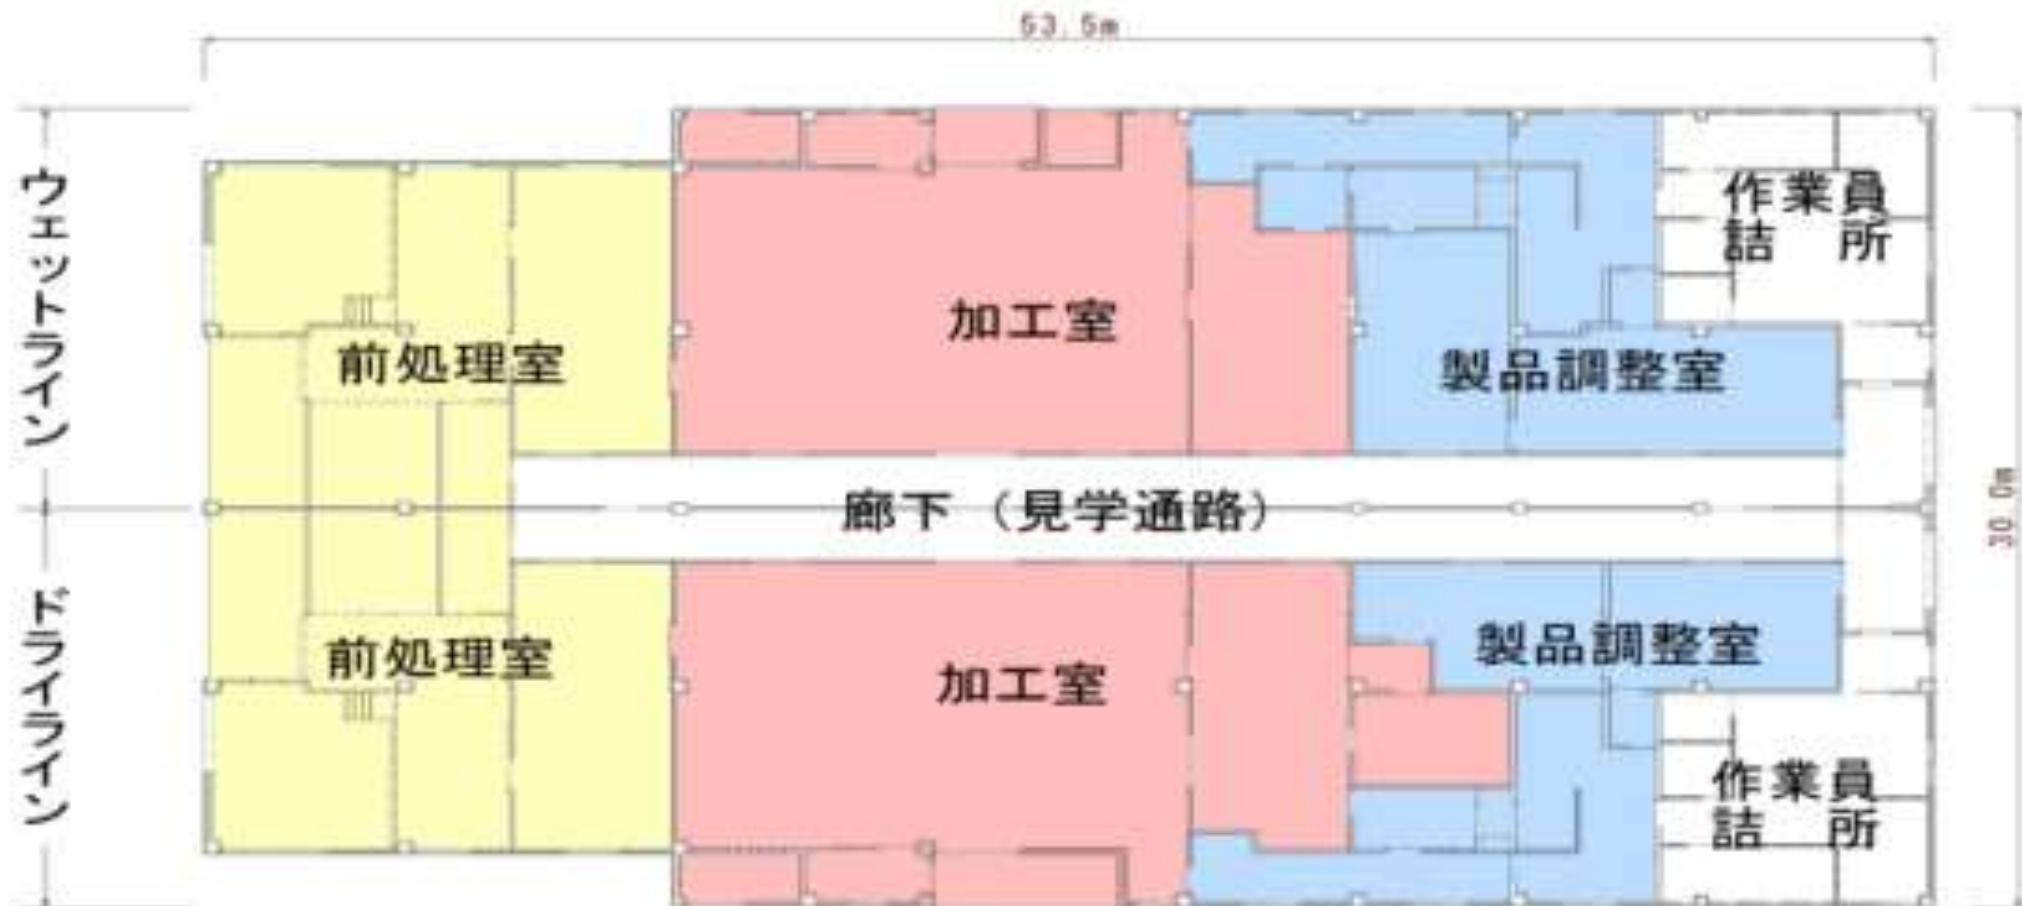 53.5m
ウェットライン
作業員
詰 所
加工室
前処理室
製品調整室
廊下（見学通路）
30.0m
ドライライン
前処理室
製品調整室
加工室
作業員
詰 所